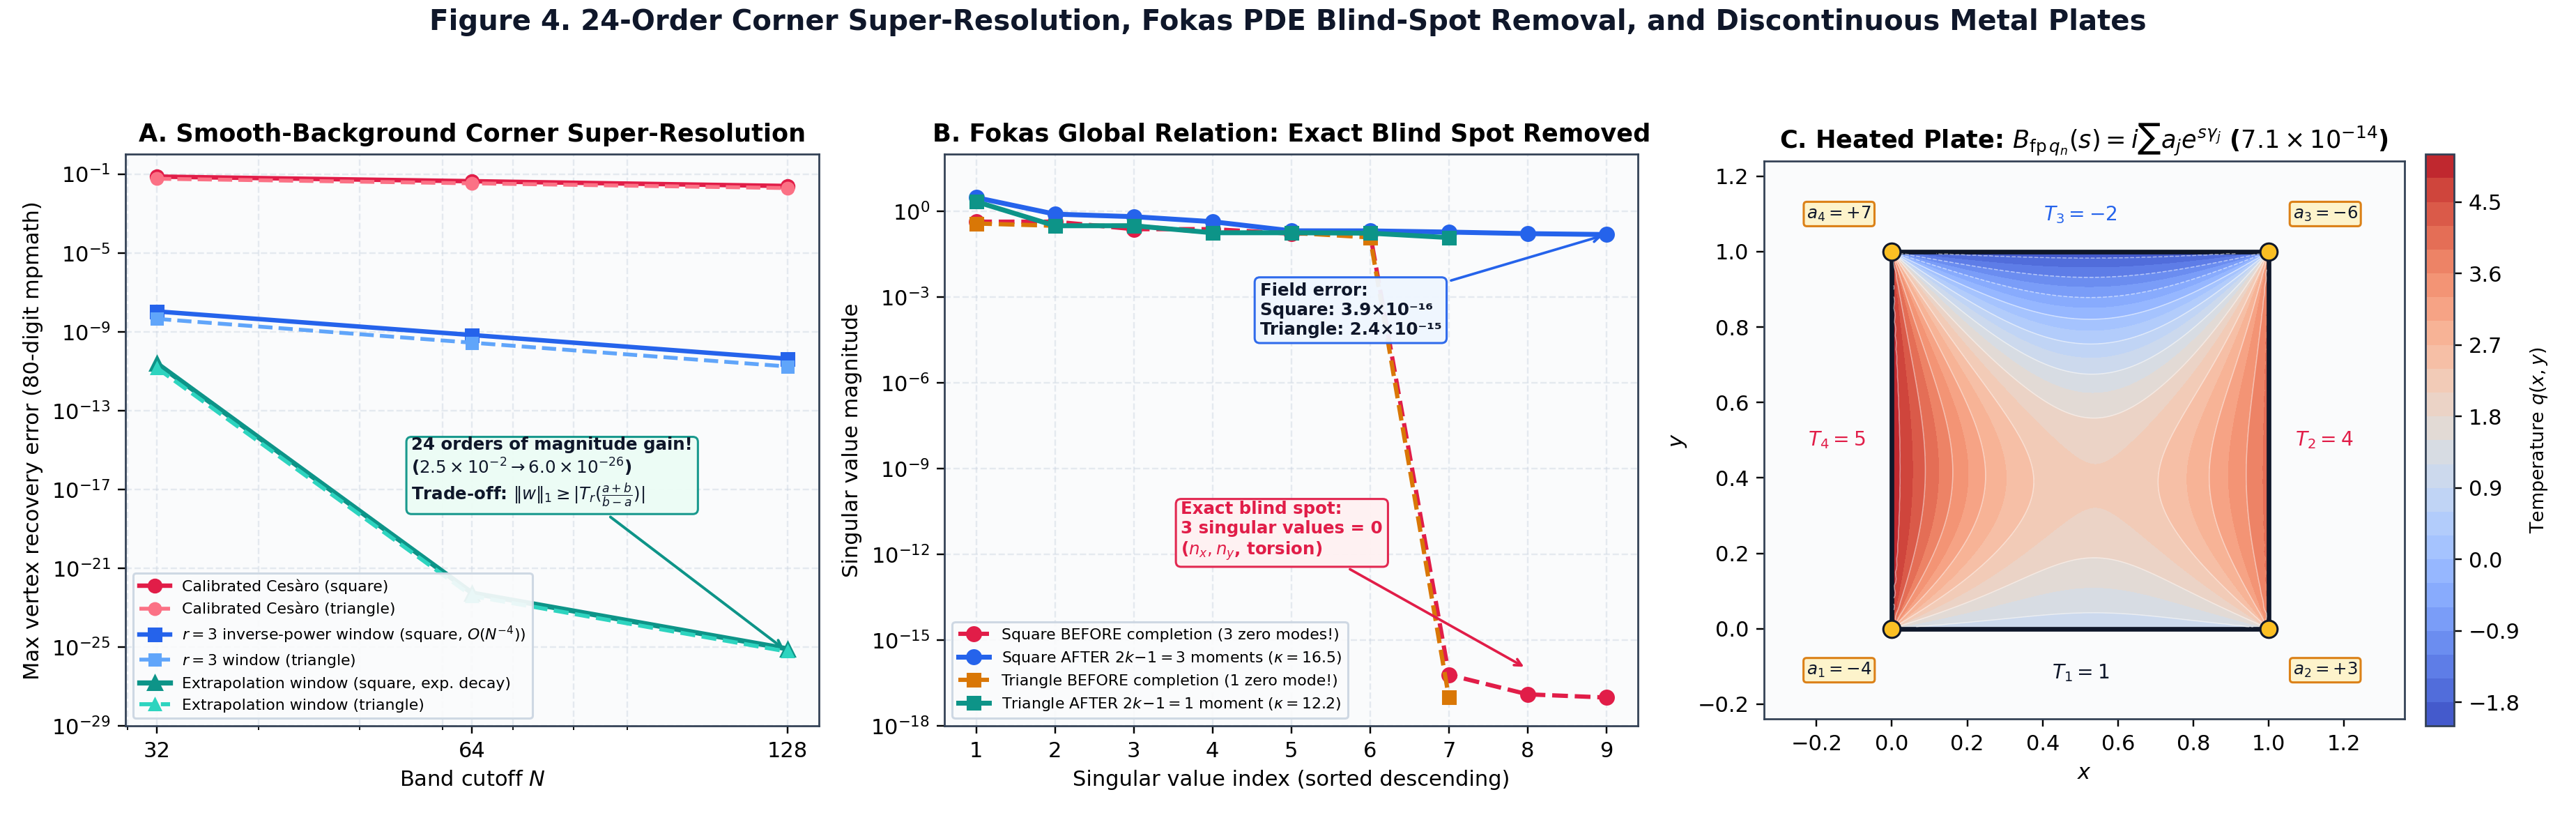 Figure 4. 24-Order Corner Super-Resolution, Fokas PDE Blind-Spot Removal, and Discontinuous Metal Plates
A. Smooth-Background Corner Super-Resolution
Max vertex recovery error (80-digit mpmath)
10⁻¹
10⁻⁵
10⁻⁹
10⁻¹³
10⁻¹⁷
10⁻²¹
10⁻²⁵
10⁻²⁹
24 orders of magnitude gain!
(2.5 × 10⁻² → 6.0 × 10⁻²⁶)
Trade-off: ‖w‖₁ ≥ |Tᵣ(\frac{a+b}{b−a})|
Calibrated Cesàro (square)
Calibrated Cesàro (triangle)
r = 3 inverse-power window (square, O(N⁻⁴))
r = 3 window (triangle)
Extrapolation window (square, exp. decay)
Extrapolation window (triangle)
32
64
128
Band cutoff N
B. Fokas Global Relation: Exact Blind Spot Removed
Singular value magnitude
10⁰
10⁻³
10⁻⁶
10⁻⁹
10⁻¹²
10⁻¹⁵
10⁻¹⁸
Field error:
Square: 3.9×10⁻¹⁶
Triangle: 2.4×10⁻¹⁵
Exact blind spot:
3 singular values = 0
(nₓ, n_y, torsion)
Square BEFORE completion (3 zero modes!)
Square AFTER 2k−1 = 3 moments (κ = 16.5)
Triangle BEFORE completion (1 zero mode!)
Triangle AFTER 2k−1 = 1 moment (κ = 12.2)
1
2
3
4
5
6
7
8
9
Singular value index (sorted descending)
C. Heated Plate: B_{fp q_n}(s) = i∑a_j e^{sγ_j} (7.1 × 10⁻¹⁴)
y
1.2
1.0
0.8
0.6
0.4
0.2
0.0
−0.2
a₄ = +7
T₃ = −2
a₃ = −6
T₄ = 5
T₂ = 4
a₁ = −4
T₁ = 1
a₂ = +3
−0.2
0.0
0.2
0.4
0.6
0.8
1.0
1.2
x
4.5
3.6
2.7
1.8
0.9
0.0
−0.9
−1.8
Temperature q(x, y)